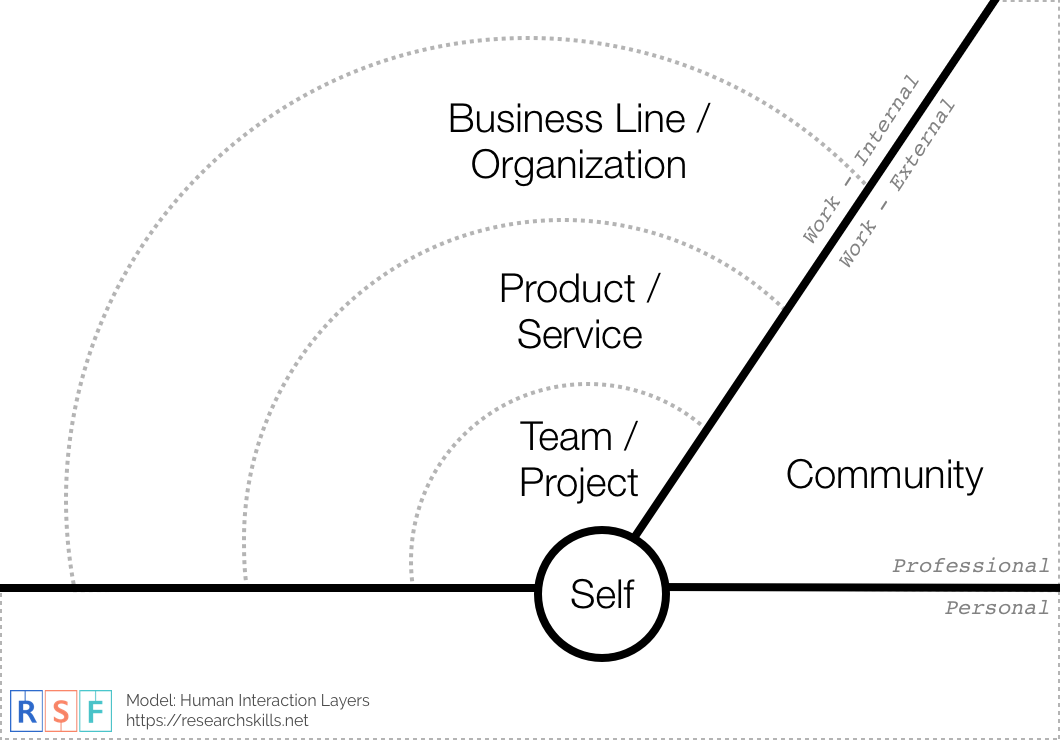 Business Line /
Organization
Work - Internal
Work - External
Product /
Service
Team /
Project
Community
Professional
Self
Personal
RSF
Model: Human Interaction Layers
https://researchskills.net